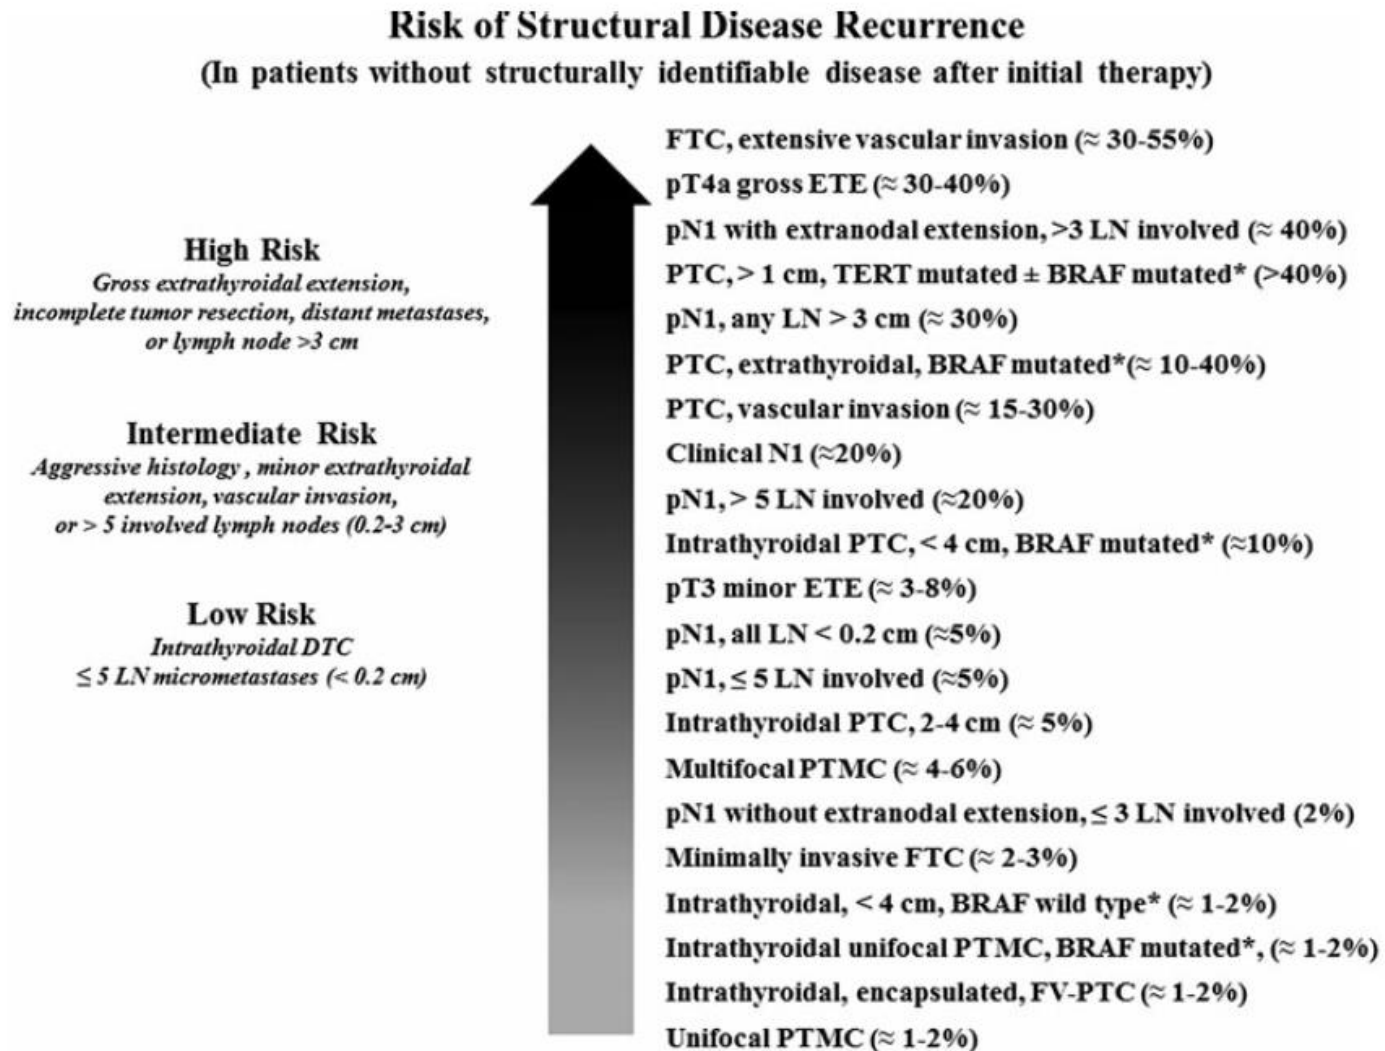 Risk of Structural Disease Recurrence
(In patients without structurally identifiable disease after initial therapy)
High Risk
Gross extrathyroidal extension,
incomplete tumor resection, distant metastases,
or lymph node >3 cm
Intermediate Risk
Aggressive histology , minor extrathyroidal
extension, vascular invasion,
or > 5 involved lymph nodes (0.2-3 cm)
Low Risk
Intrathyroidal DTC
≤ 5 LN micrometastases (< 0.2 cm)
FTC, extensive vascular invasion (≈ 30-55%)
pT4a gross ETE (≈ 30-40%)
pN1 with extranodal extension, >3 LN involved (≈ 40%)
PTC, > 1 cm, TERT mutated ± BRAF mutated* (>40%)
pN1, any LN > 3 cm (≈ 30%)
PTC, extrathyroidal, BRAF mutated*(≈ 10-40%)
PTC, vascular invasion (≈ 15-30%)
Clinical N1 (≈20%)
pN1, > 5 LN involved (≈20%)
Intrathyroidal PTC, < 4 cm, BRAF mutated* (≈10%)
pT3 minor ETE (≈ 3-8%)
pN1, all LN < 0.2 cm (≈5%)
pN1, ≤ 5 LN involved (≈5%)
Intrathyroidal PTC, 2-4 cm (≈ 5%)
Multifocal PTMC (≈ 4-6%)
pN1 without extranodal extension, ≤ 3 LN involved (2%)
Minimally invasive FTC (≈ 2-3%)
Intrathyroidal, < 4 cm, BRAF wild type* (≈ 1-2%)
Intrathyroidal unifocal PTMC, BRAF mutated*, (≈ 1-2%)
Intrathyroidal, encapsulated, FV-PTC (≈ 1-2%)
Unifocal PTMC (≈ 1-2%)